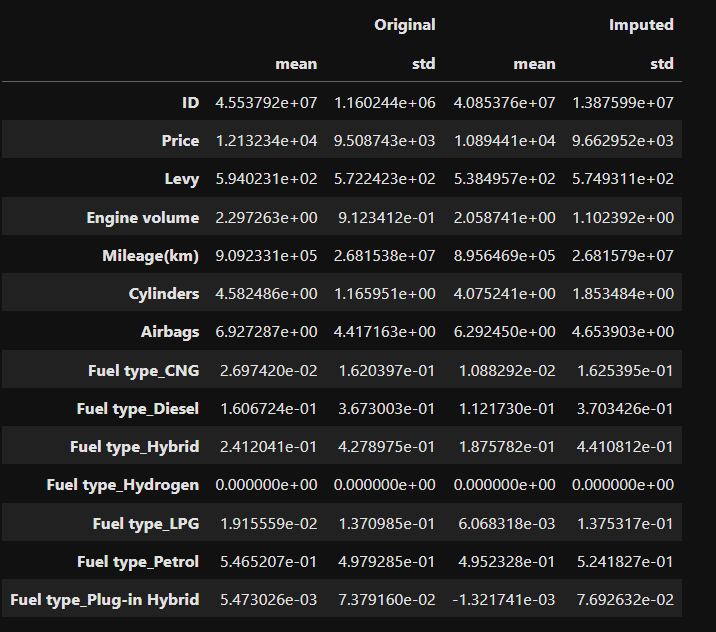 Original Imputed
mean std mean std
ID 4.553792e+07 1.160244e+06 4.085376e+07 1.387599e+07
Price 1.213234e+04 9.508743e+03 1.089441e+04 9.662952e+03
Levy 5.940231e+02 5.722423e+02 5.384957e+02 5.749311e+02
Engine volume 2.297263e+00 9.123412e-01 2.058741e+00 1.102392e+00
Mileage(km) 9.092331e+05 2.681538e+07 8.956469e+05 2.681579e+07
Cylinders 4.582486e+00 1.165951e+00 4.075241e+00 1.853484e+00
Airbags 6.927287e+00 4.417163e+00 6.292450e+00 4.653903e+00
Fuel type_CNG 2.697420e-02 1.620397e-01 1.088292e-02 1.625395e-01
Fuel type_Diesel 1.606724e-01 3.673003e-01 1.121730e-01 3.703426e-01
Fuel type_Hybrid 2.412041e-01 4.278975e-01 1.875782e-01 4.410812e-01
Fuel type_Hydrogen 0.000000e+00 0.000000e+00 0.000000e+00 0.000000e+00
Fuel type_LPG 1.915559e-02 1.370985e-01 6.068318e-03 1.375317e-01
Fuel type_Petrol 5.465207e-01 4.979285e-01 4.952328e-01 5.241827e-01
Fuel type_Plug-in Hybrid 5.473026e-03 7.379160e-02 -1.321741e-03 7.692632e-02